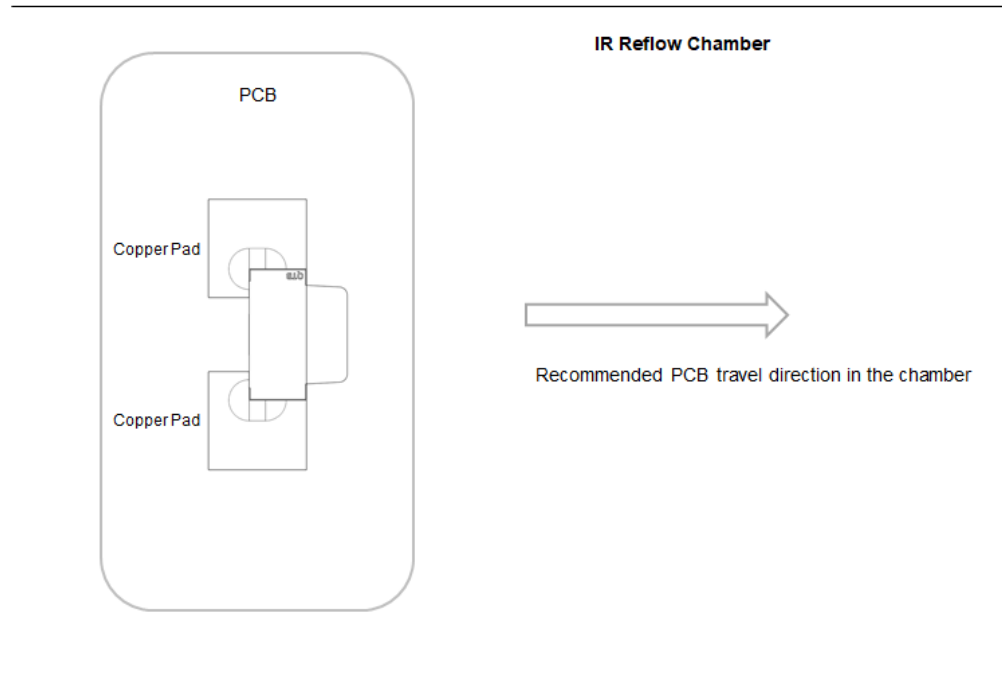 IR Reflow Chamber
PCB
Copper Pad
Recommended PCB travel direction in the chamber
Copper Pad